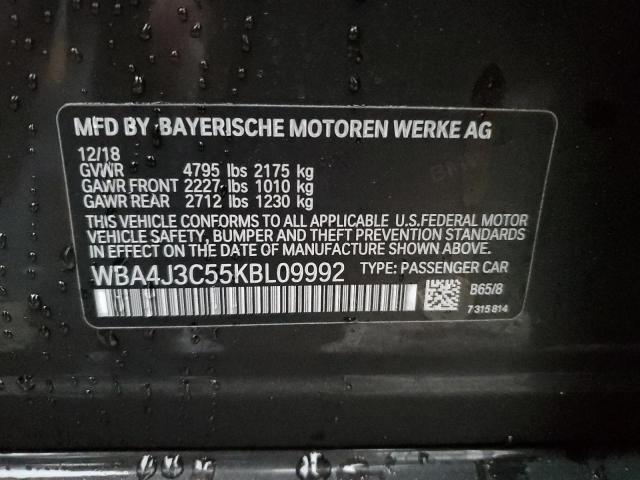 MFD BY BAYERISCHE MOTOREN WERKE AG
12/18
GVWR 4795 lbs 2175 kg
GAWR FRONT 2227 lbs 1010 kg
GAWR REAR 2712 lbs 1230 kg
THIS VEHICLE CONFORMS TO ALL APPLICABLE U.S.FEDERAL MOTOR
VEHICLE SAFETY, BUMPER AND THEFT PREVENTION STANDARDS
IN EFFECT ON THE DATE OF MANUFACTURE SHOWN ABOVE.
WBA4J3C55KBL09992 TYPE: PASSENGER CAR
B65/8
7315814